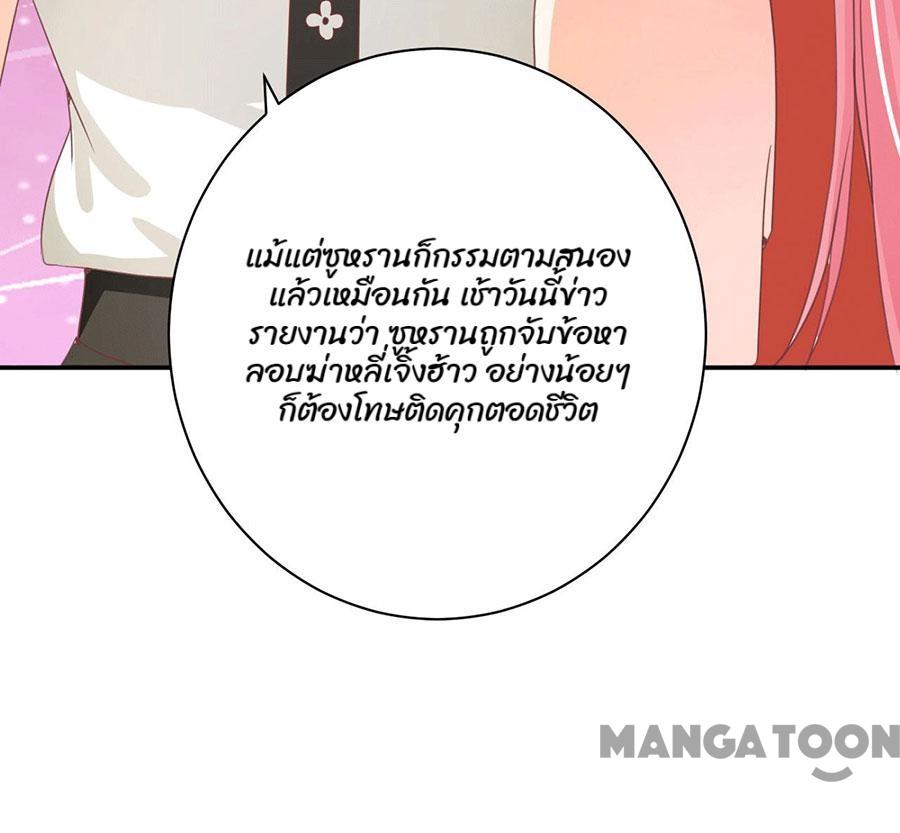 แม้แต่ซูหรานก็กรรมตามสนอง
แล้วเหมือนกัน เช้าวันนี้ข่าว
รายงานว่า ซูหรานถูกจับข้อหา
ลอบฆ่าหลี่เจิ้งฮ้าว อย่างน้อยๆ
ก็ต้องโทษติดคุกตอดชีวิต
MANGATOON